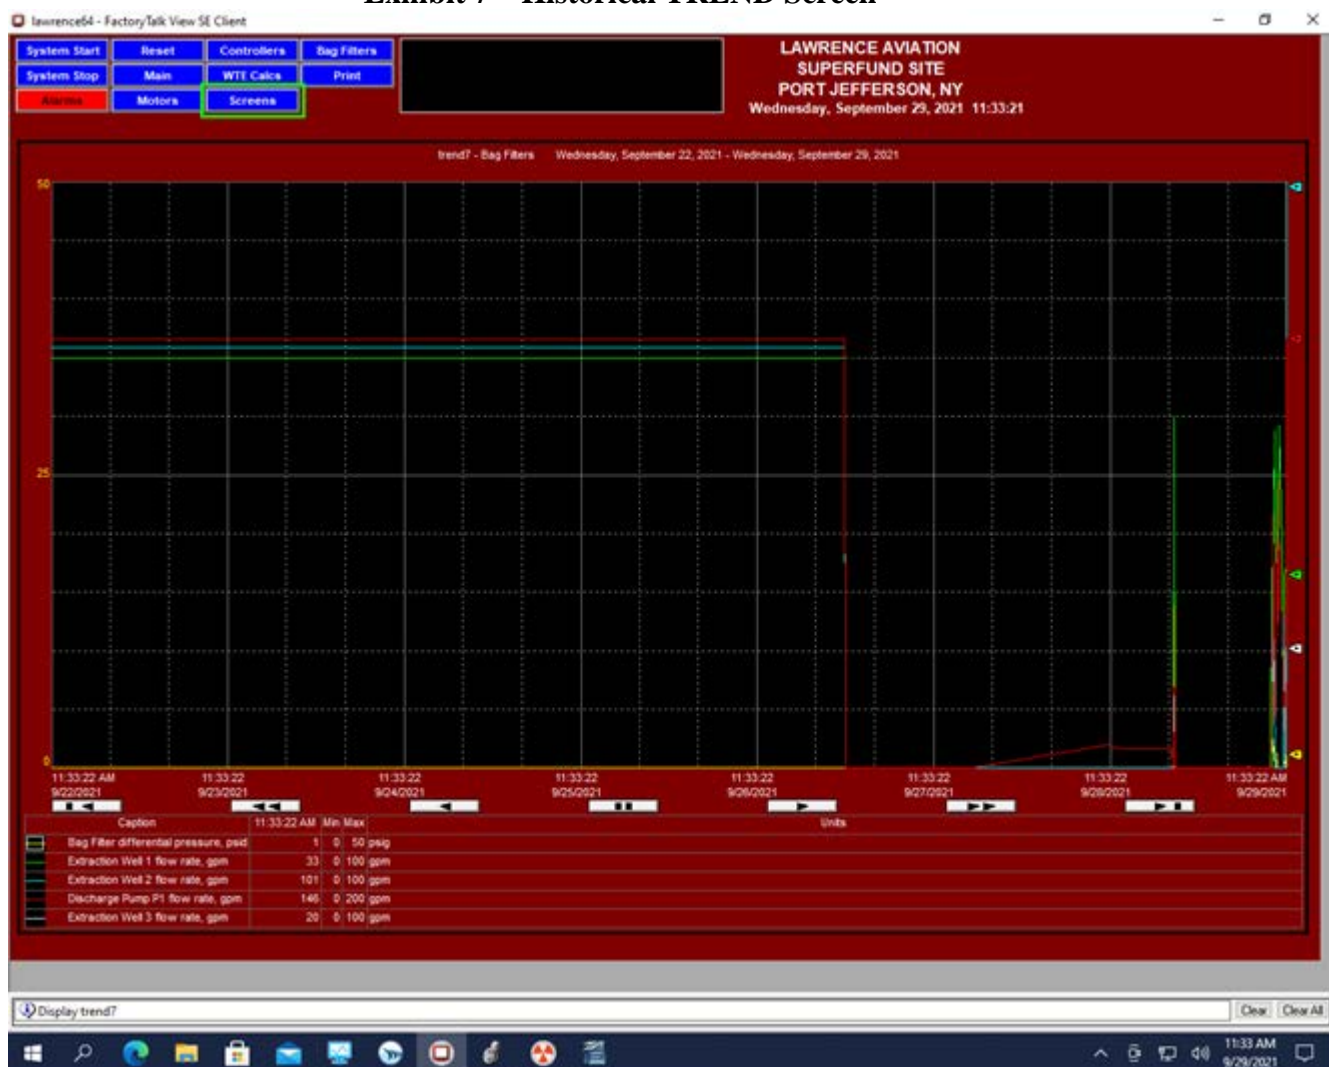 Exhibit 7 – Historical TREND Screen
lawrence64 - FactoryTalk View SE Client
System Start Reset Controllers Bag Filters
System Stop Main WTE Calcs Print
Alarms Motors Screens
LAWRENCE AVIATION
SUPERFUND SITE
PORT JEFFERSON, NY
Wednesday, September 29, 2021 11:33:21
trend7 - Bag Filters Wednesday, September 22, 2021 - Wednesday, September 29, 2021
50
25
0
11:33:22 AM 11:33:22 11:33:22 11:33:22 11:33:22 11:33:22 11:33:22 11:33:22 AM
9/22/2021 9/23/2021 9/24/2021 9/25/2021 9/26/2021 9/27/2021 9/28/2021 9/29/2021
Caption 11:33:22 AM Min Max Units
Bag Filter differential pressure, psid 1 0 50 psig
Extraction Well 1 flow rate, gpm 33 0 100 gpm
Extraction Well 2 flow rate, gpm 101 0 100 gpm
Discharge Pump P1 flow rate, gpm 146 0 200 gpm
Extraction Well 3 flow rate, gpm 20 0 100 gpm
Display trend7 Clear Clear All
11:33 AM
9/29/2021